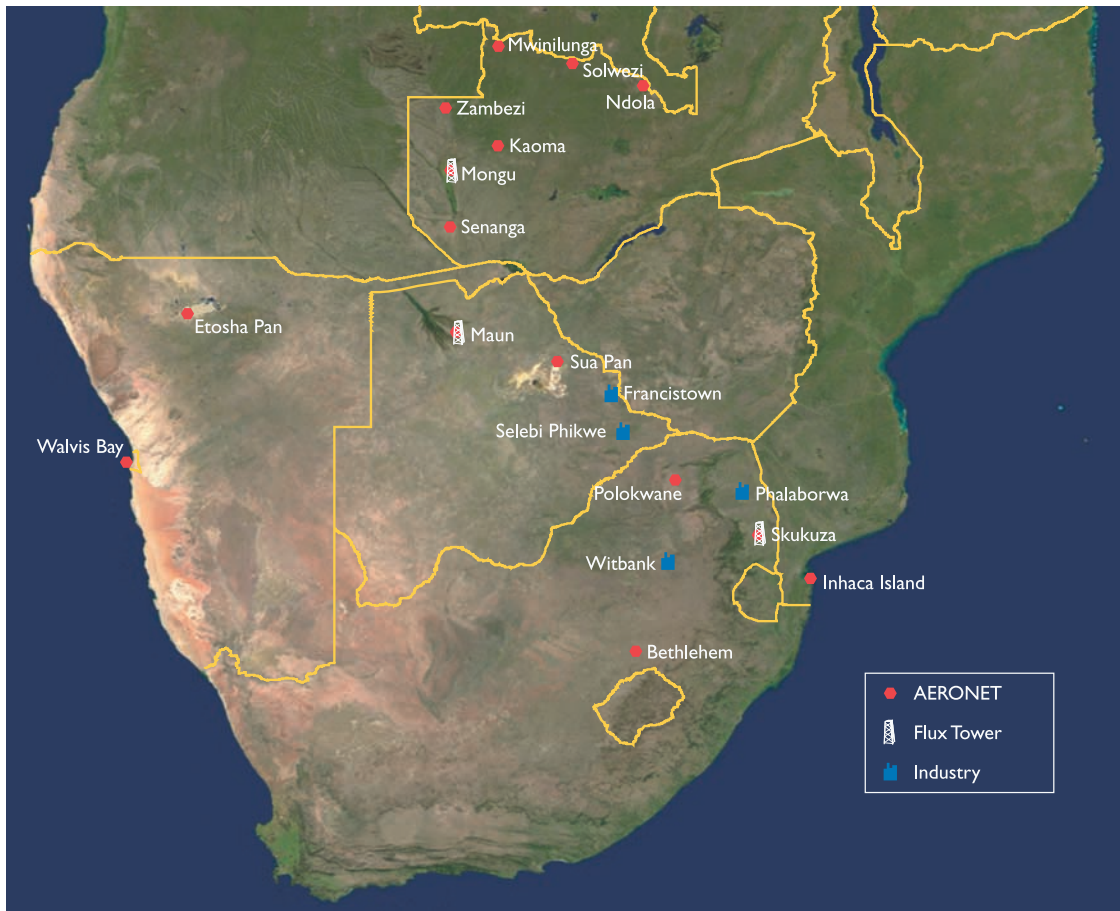 Mwinilunga
Solwezi
Ndola
Zambezi
Kaoma
Mongu
Senanga
Etosha Pan
Maun
Sua Pan
Francistown
Selebi Phikwe
Walvis Bay
Polokwane
Phalaborwa
Skukuza
Witbank
Inhaca Island
Bethlehem
AERONET
Flux Tower
Industry